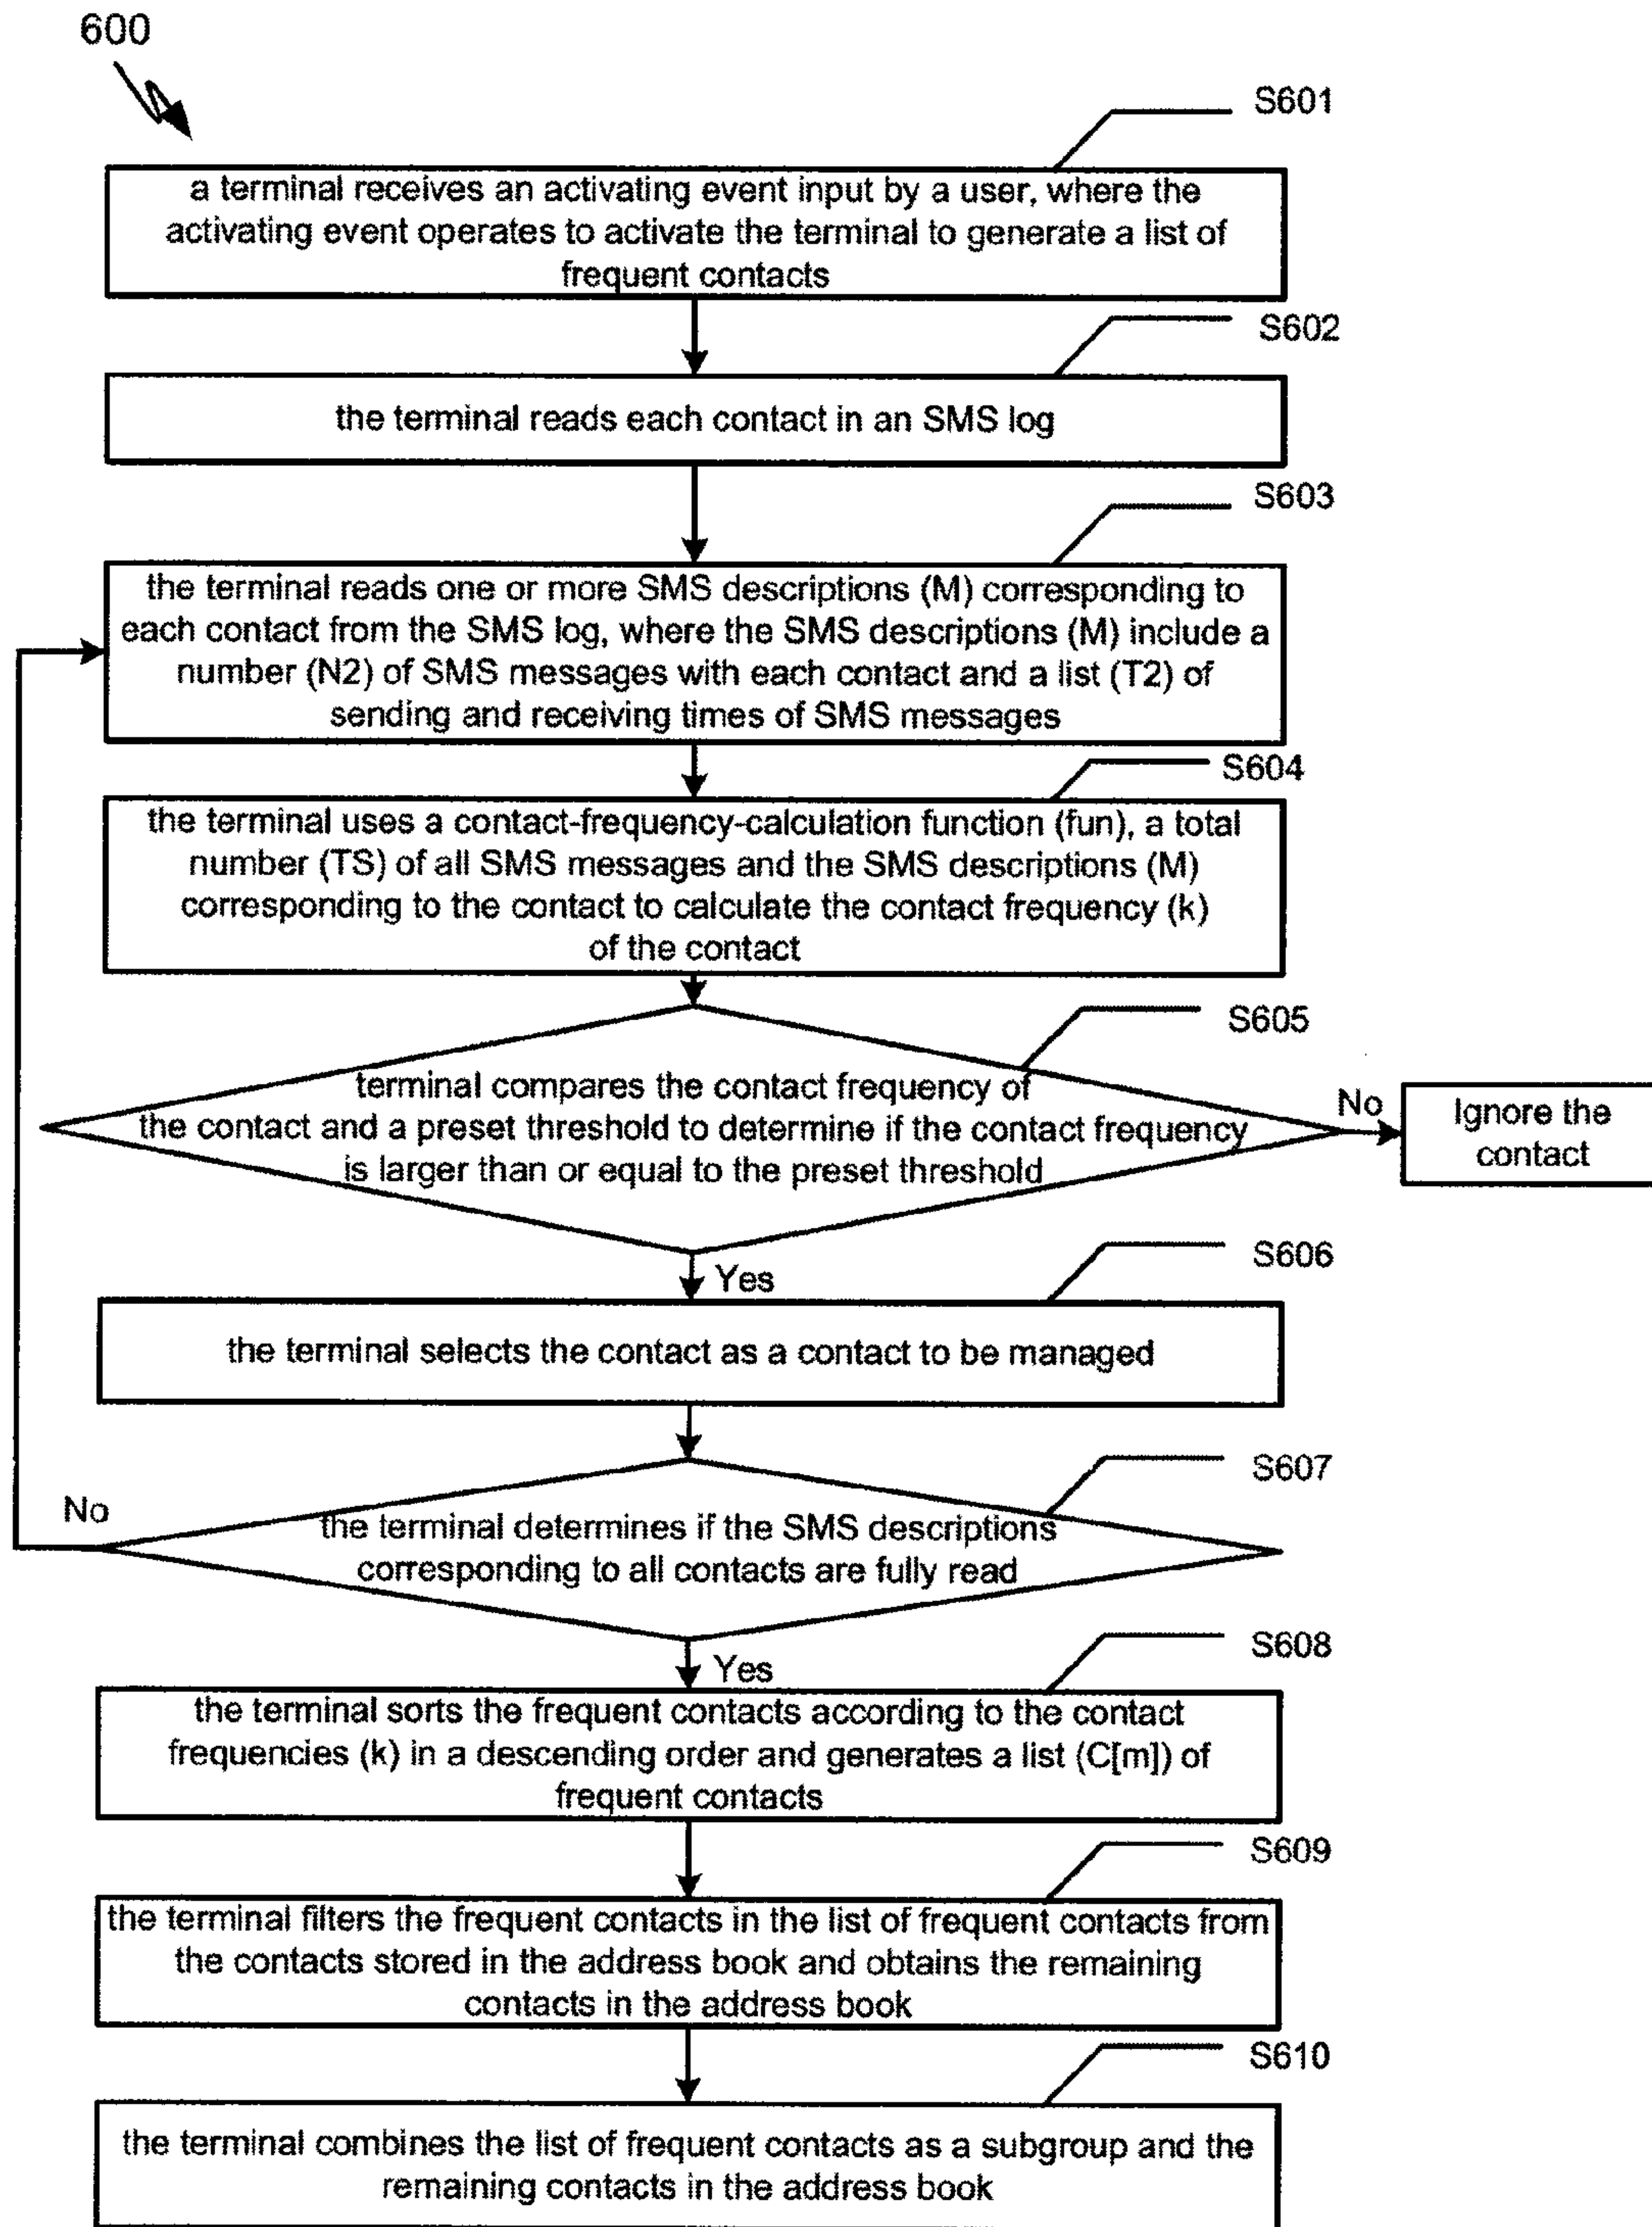 600
S601
a terminal receives an activating event input by a user, where the
activating event operates to activate the terminal to generate a list of
frequent contacts
S602
the terminal reads each contact in an SMS log
S603
the terminal reads one or more SMS descriptions (M) corresponding to
each contact from the SMS log, where the SMS descriptions (M) include a
number (N2) of SMS messages with each contact and a list (T2) of
sending and receiving times of SMS messages
S604
the terminal uses a contact-frequency-calculation function (fun), a total
number (TS) of all SMS messages and the SMS descriptions (M)
corresponding to the contact to calculate the contact frequency (k)
of the contact
S605
terminal compares the contact frequency of
the contact and a preset threshold to determine if the contact frequency
is larger than or equal to the preset threshold
No
Ignore the
contact
Yes
S606
the terminal selects the contact as a contact to be managed
S607
No
the terminal determines if the SMS descriptions
corresponding to all contacts are fully read
Yes
S608
the terminal sorts the frequent contacts according to the contact
frequencies (k) in a descending order and generates a list (C[m]) of
frequent contacts
S609
the terminal filters the frequent contacts in the list of frequent contacts from
the contacts stored in the address book and obtains the remaining
contacts in the address book
S610
the terminal combines the list of frequent contacts as a subgroup and the
remaining contacts in the address book